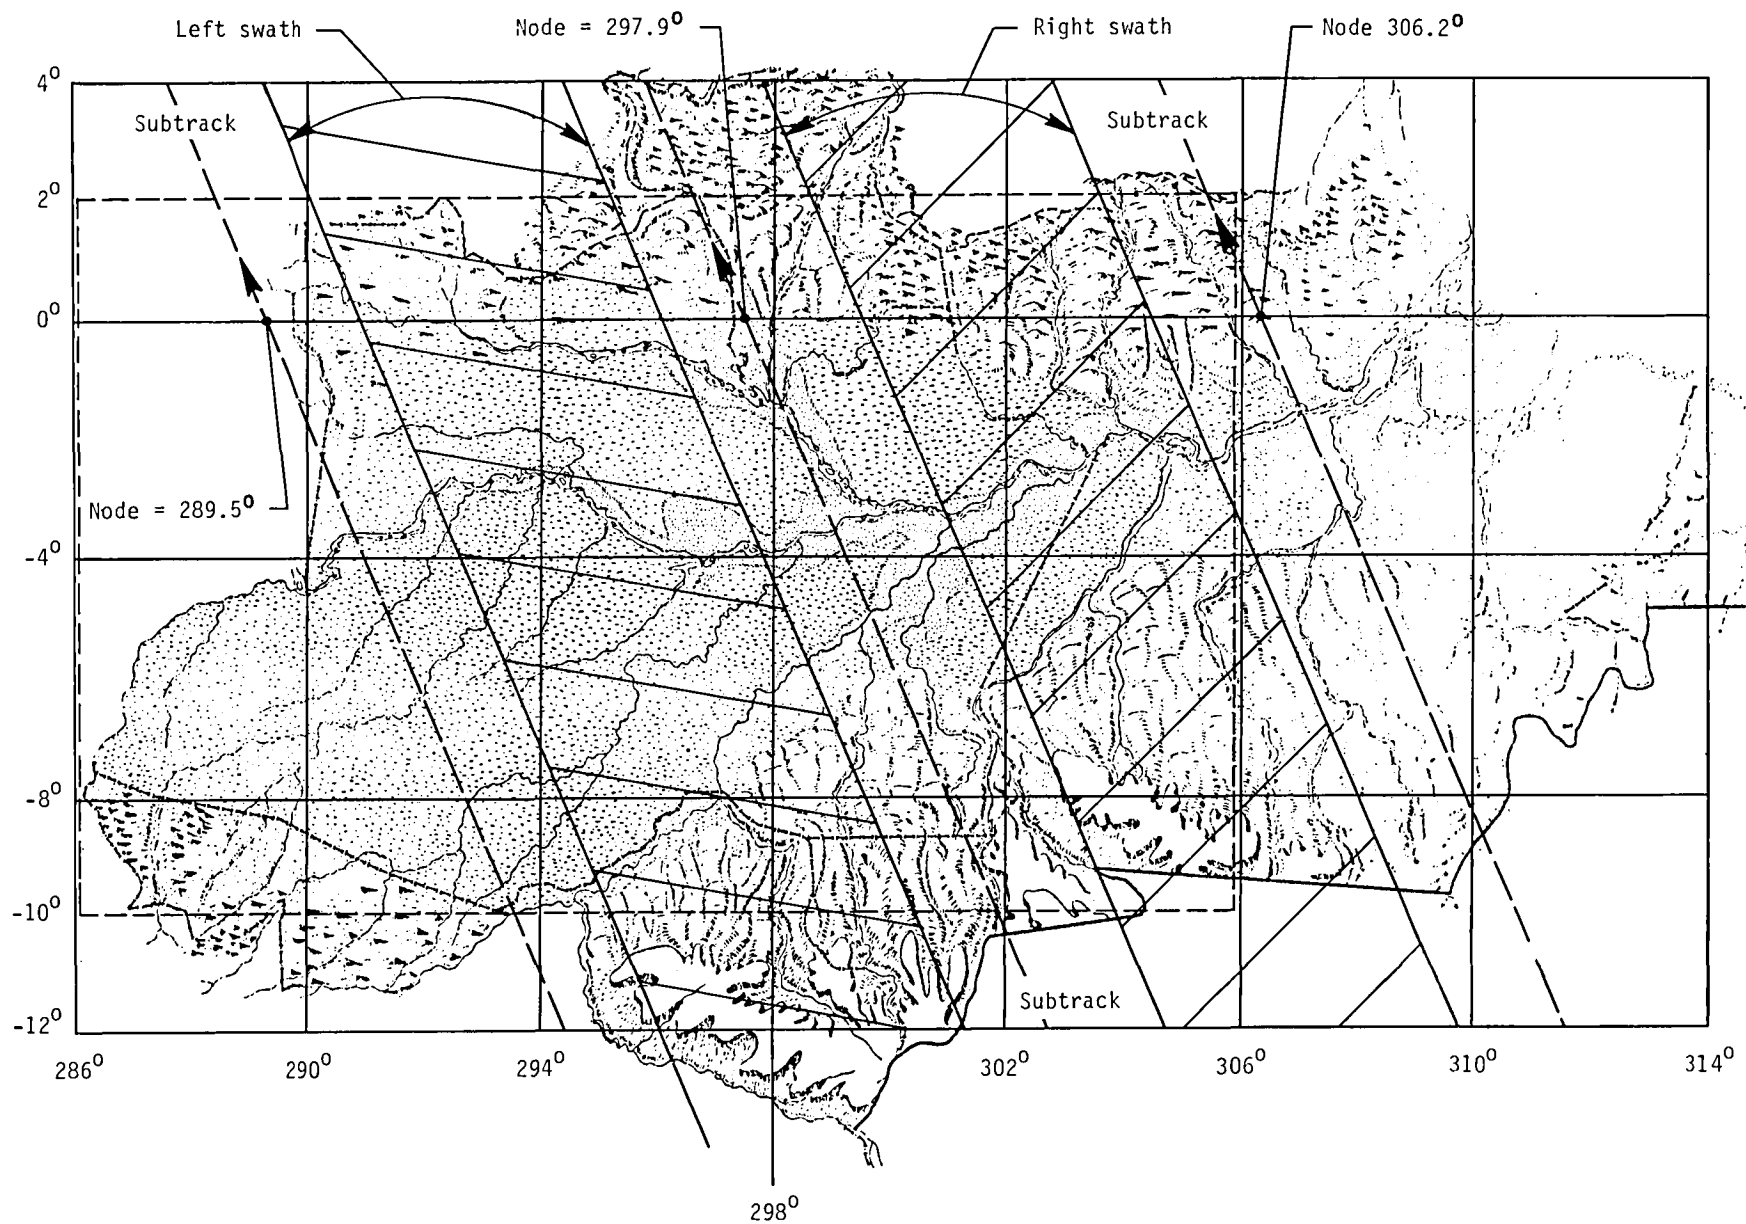 Left swath
Node = 297.9°
Right swath
Node 306.2°
4°
Subtrack
Subtrack
2°
0°
Node = 289.5°
-4°
-8°
-10°
Subtrack
-12°
286°
290°
294°
302°
306°
310°
314°
298°